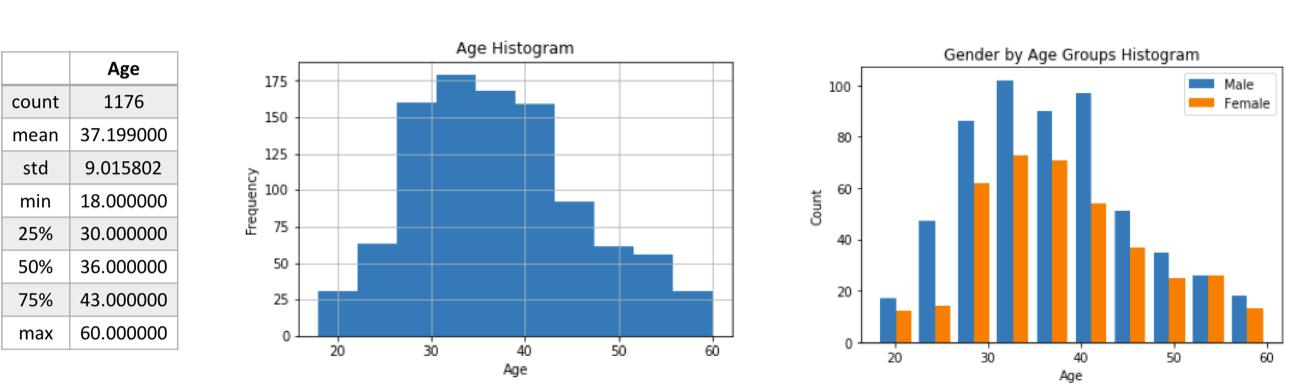 Age
count 1176
mean 37.199000
std 9.015802
min 18.000000
25% 30.000000
50% 36.000000
75% 43.000000
max 60.000000
Age Histogram
175
150
125
100
75
50
25
0
Frequency
20 30 40 50 60
Age
Gender by Age Groups Histogram
Male
Female
100
80
60
40
20
0
Count
20 30 40 50 60
Age